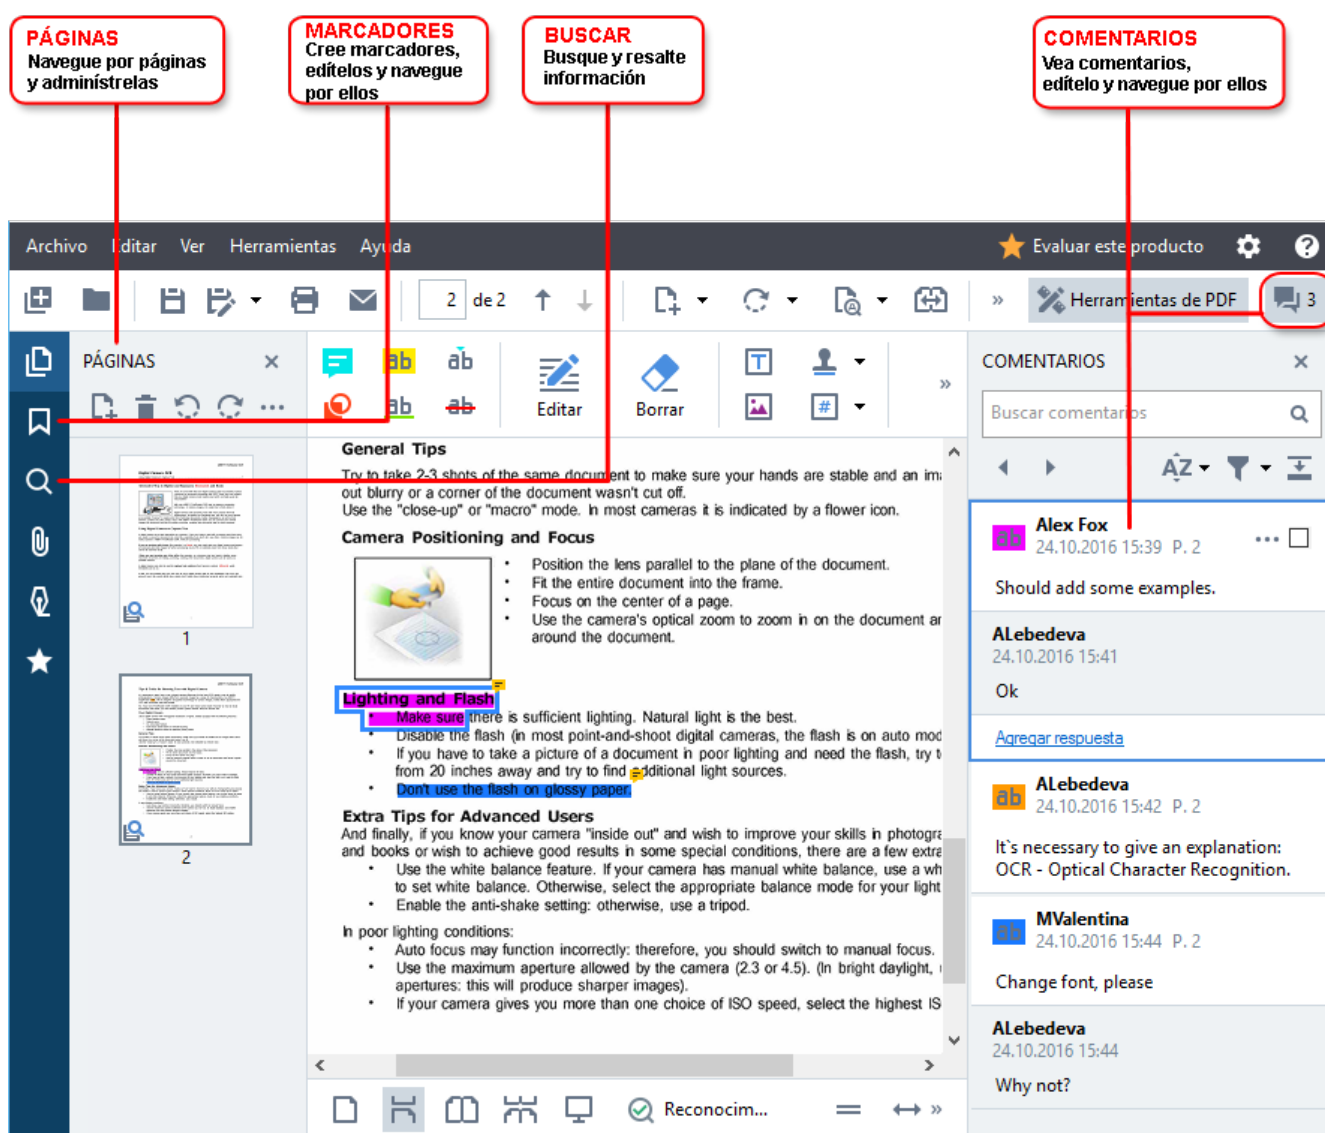 PÁGINAS
Navegue por páginas
y adminístrelas
MARCADORES
Cree marcadores,
edítelos y navegue
por ellos
BUSCAR
Busque y resalte
información
COMENTARIOS
Vea comentarios,
edítelo y navegue por ellos
Archivo Editar Ver Herramientas Ayuda
Evaluar este producto
2 de 2
Herramientas de PDF
3
PÁGINAS
1
2
ab ab
ab ab
Editar
Borrar
T
#
General Tips
Try to take 2-3 shots of the same document to make sure your hands are stable and an im
out blurry or a corner of the document wasn't cut off.
Use the "close-up" or "macro" mode. In most cameras it is indicated by a flower icon.
Camera Positioning and Focus
• Position the lens parallel to the plane of the document.
• Fit the entire document into the frame.
• Focus on the center of a page.
• Use the camera's optical zoom to zoom in on the document ar
around the document.
Lighting and Flash
• Make sure there is sufficient lighting. Natural light is the best.
• Disable the flash (in most point-and-shoot digital cameras, the flash is on auto mod
• If you have to take a picture of a document in poor lighting and need the flash, try t
from 20 inches away and try to find additional light sources.
• Don't use the flash on glossy paper.
Extra Tips for Advanced Users
And finally, if you know your camera "inside out" and wish to improve your skills in photogra
and books or wish to achieve good results in some special conditions, there are a few extra
• Use the white balance feature. If your camera has manual white balance, use a wh
to set white balance. Otherwise, select the appropriate balance mode for your light
• Enable the anti-shake setting: otherwise, use a tripod.
In poor lighting conditions:
• Auto focus may function incorrectly: therefore, you should switch to manual focus.
• Use the maximum aperture allowed by the camera (2.3 or 4.5). (In bright daylight,
apertures: this will produce sharper images).
• If your camera gives you more than one choice of ISO speed, select the highest IS
Reconocim...
COMENTARIOS
Buscar comentarios
AZ
ab Alex Fox
24.10.2016 15:39 P. 2
Should add some examples.
ALebedeva
24.10.2016 15:41
Ok
Agregar respuesta
ab ALebedeva
24.10.2016 15:42 P. 2
It`s necessary to give an explanation:
OCR - Optical Character Recognition.
ab MValentina
24.10.2016 15:44 P. 2
Change font, please
ALebedeva
24.10.2016 15:44
Why not?